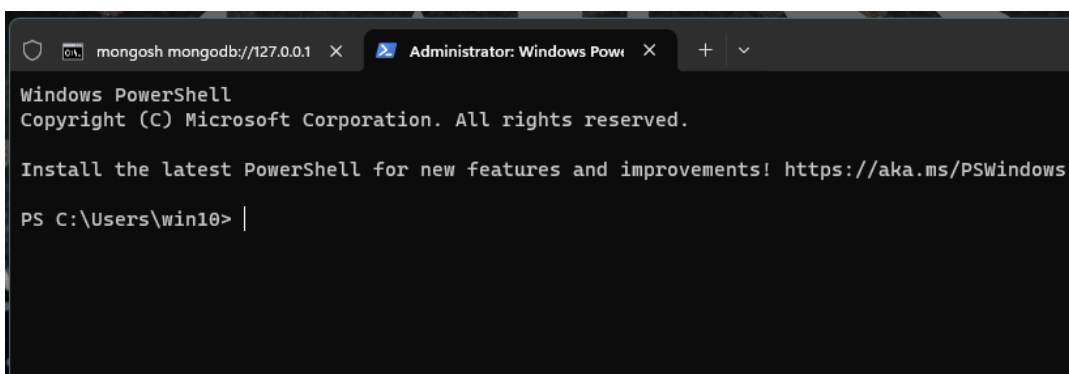 mongosh mongodb://127.0.0.1
Administrator: Windows Powe
Windows PowerShell
Copyright (C) Microsoft Corporation. All rights reserved.
Install the latest PowerShell for new features and improvements! https://aka.ms/PSWindows
PS C:\Users\win10>